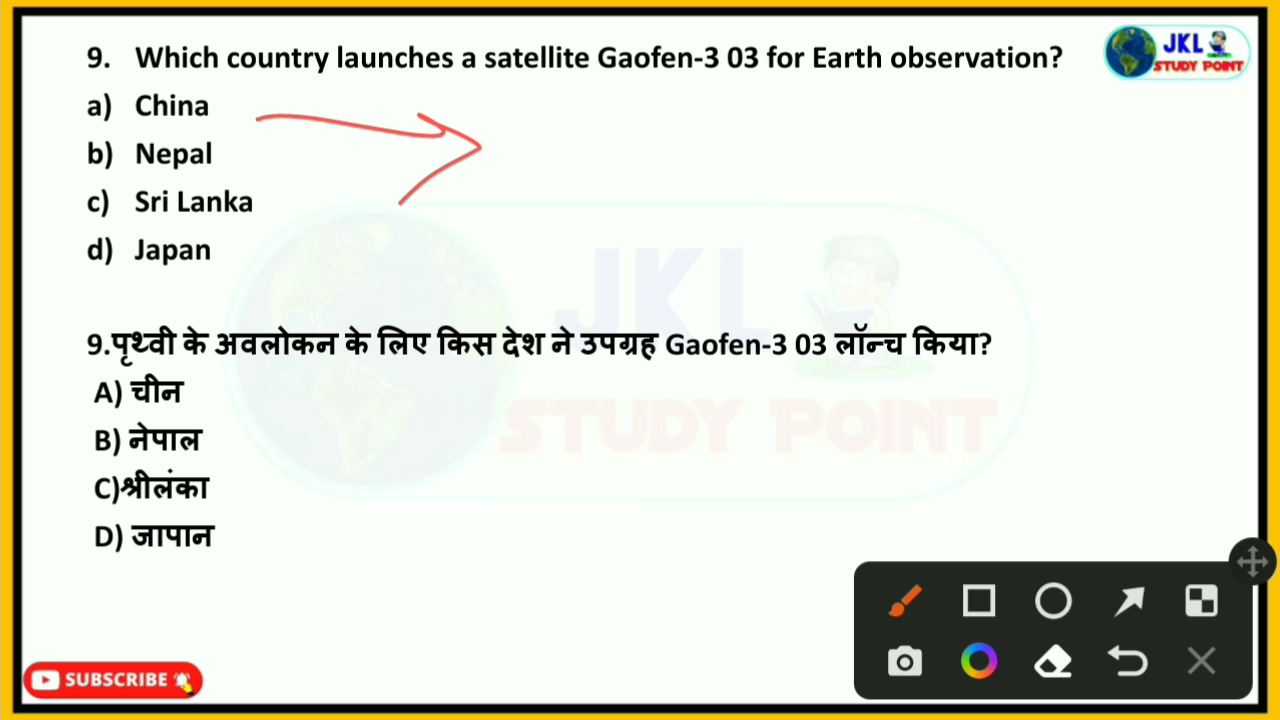 9. Which country launches a satellite Gaofen-3 03 for Earth observation?
a) China
b) Nepal
c) Sri Lanka
d) Japan
9.पृथ्वी के अवलोकन के लिए किस देश ने उपग्रह Gaofen-3 03 लॉन्च किया?
A) चीन
B) नेपाल
C)श्रीलंका
D) जापान
JKL
STUDY POINT
JKL
STUDY POINT
SUBSCRIBE